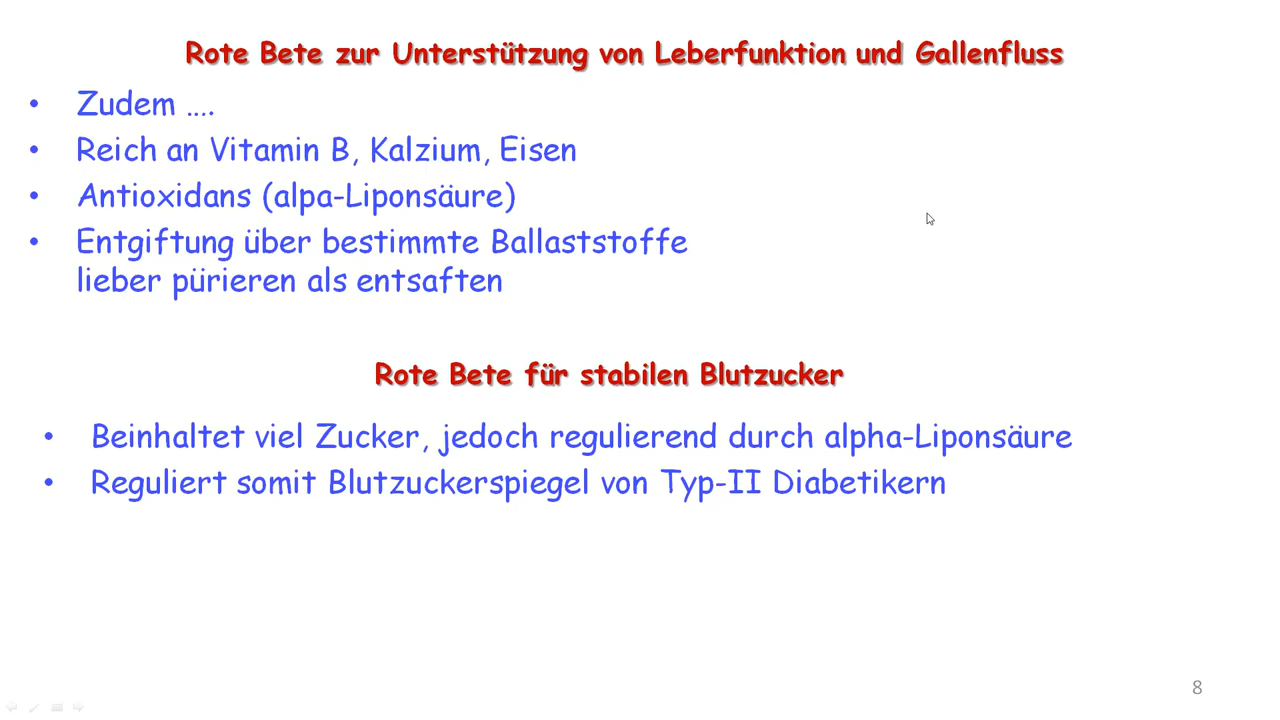 Rote Bete zur Unterstützung von Leberfunktion und Gallenfluss
• Zudem ….
• Reich an Vitamin B, Kalzium, Eisen
• Antioxidans (alpa-Liponsäure)
• Entgiftung über bestimmte Ballaststoffe
lieber pürieren als entsaften
Rote Bete für stabilen Blutzucker
• Beinhaltet viel Zucker, jedoch regulierend durch alpha-Liponsäure
• Reguliert somit Blutzuckerspiegel von Typ-II Diabetikern
8